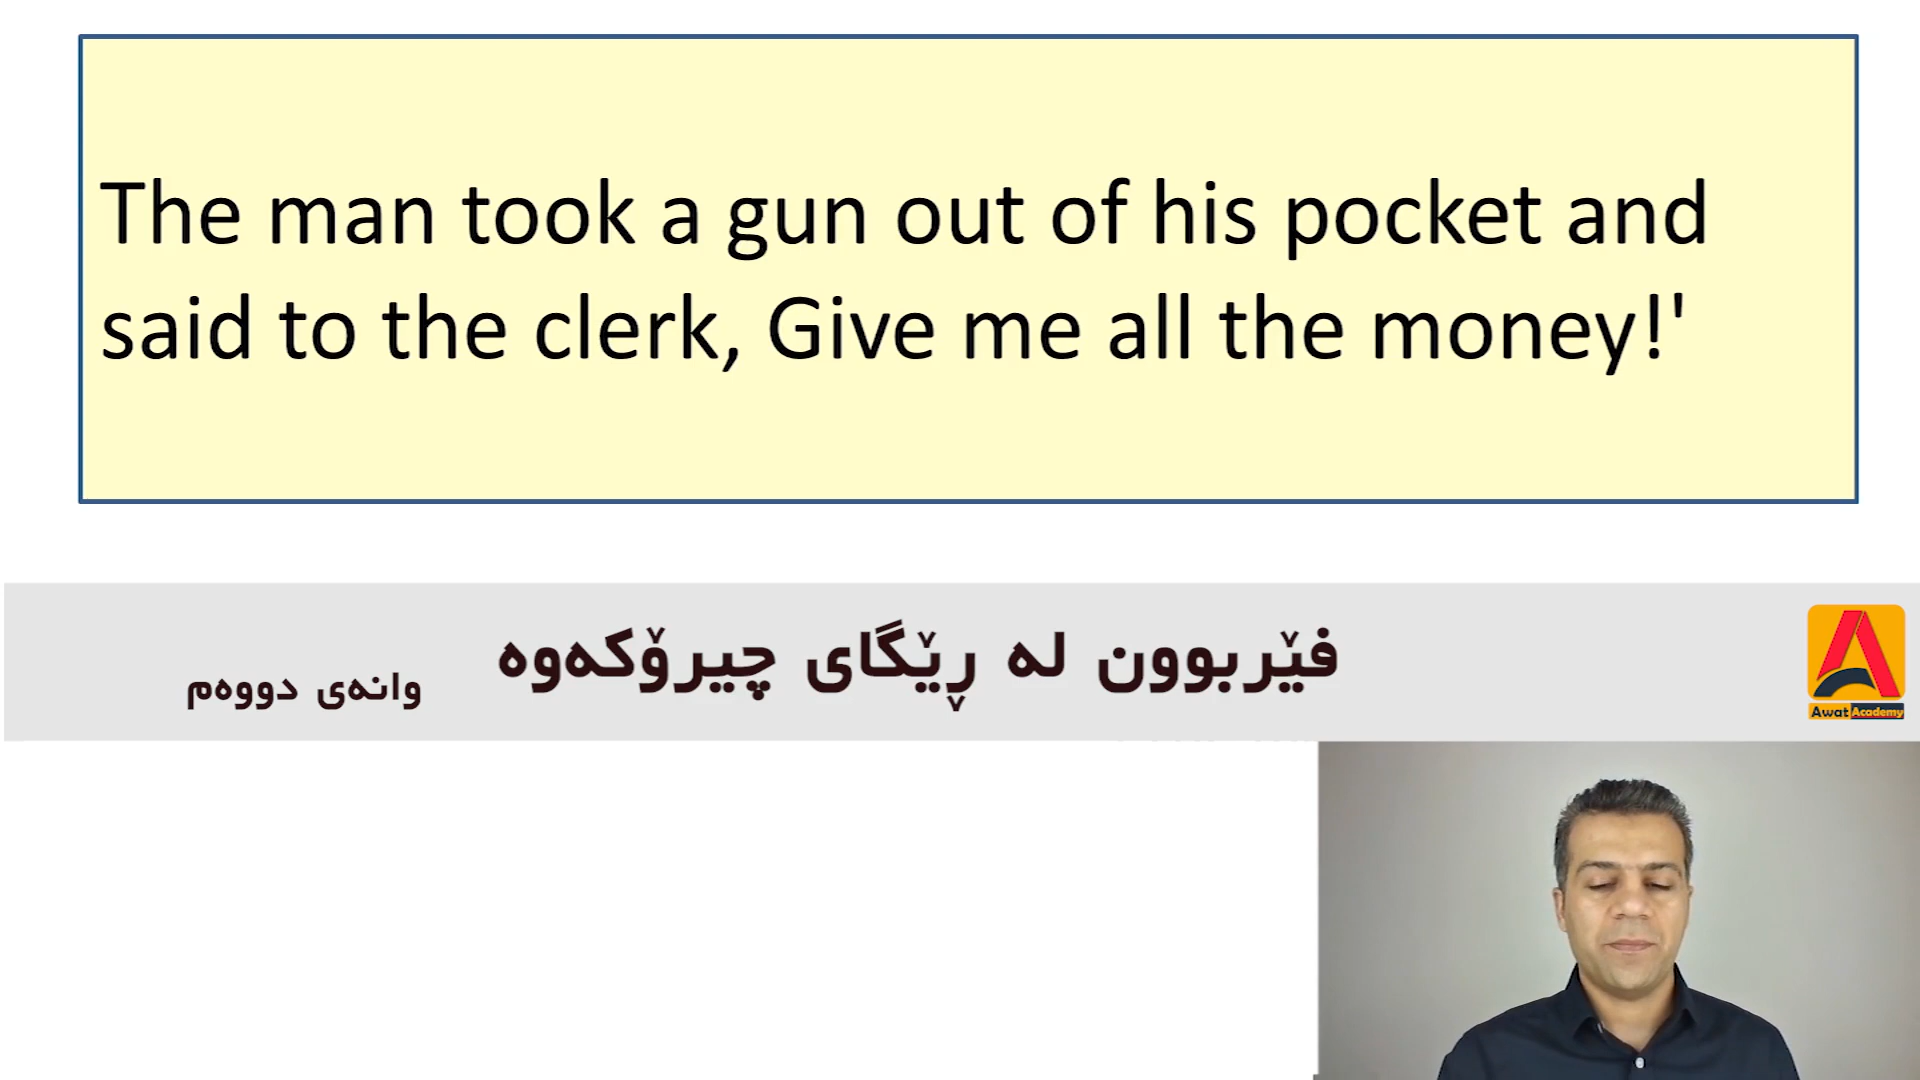 The man took a gun out of his pocket and
said to the clerk, Give me all the money!'
فێربوون لە ڕێگای چیرۆکەوە
وانەی دووەم
Awat Academy